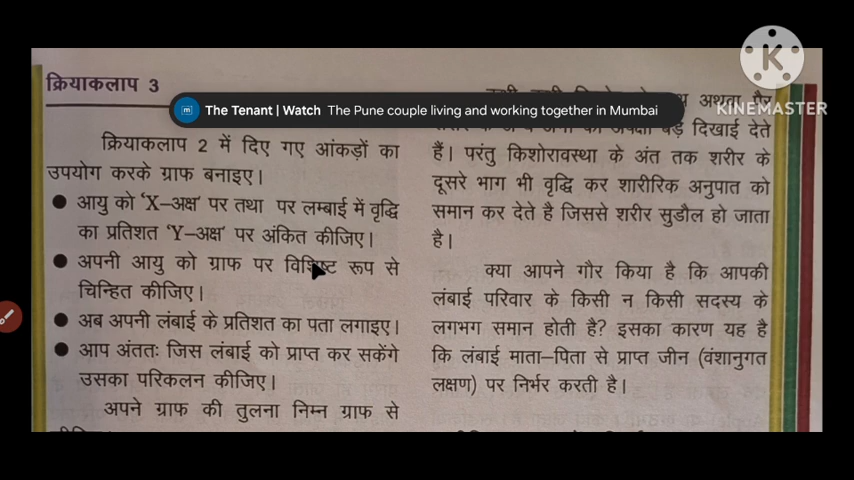 क्रियाकलाप 3
क्रियाकलाप 2 में दिए गए आंकड़ों का
उपयोग करके ग्राफ बनाइए।
● आयु को ‘X–अक्ष’ पर तथा पर लम्बाई में वृद्धि
का प्रतिशत ‘Y–अक्ष’ पर अंकित कीजिए।
● अपनी आयु को ग्राफ पर विशिष्ट रूप से
चिन्हित कीजिए।
● अब अपनी लंबाई के प्रतिशत का पता लगाइए।
● आप अंततः जिस लंबाई को प्राप्त कर सकेंगे
उसका परिकलन कीजिए।
अपने ग्राफ की तुलना निम्न ग्राफ से
The Tenant | Watch The Pune couple living and working together in Mumbai
अथवा पैर
बड़े दिखाई देते
हैं। परंतु किशोरावस्था के अंत तक शरीर के
दूसरे भाग भी वृद्धि कर शारीरिक अनुपात को
समान कर देते है जिससे शरीर सुडौल हो जाता
है।
क्या आपने गौर किया है कि आपकी
लंबाई परिवार के किसी न किसी सदस्य के
लगभग समान होती है? इसका कारण यह है
कि लंबाई माता–पिता से प्राप्त जीन (वंशानुगत
लक्षण) पर निर्भर करती है।
K
KINEMASTER